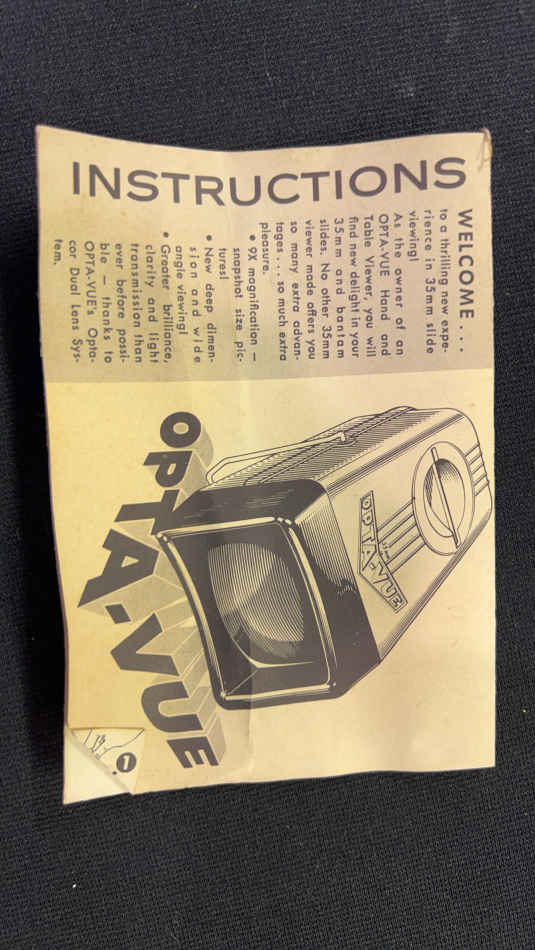 INSTRUCTIONS
WELCOME . . .
to a thrilling new expe-
rience in 35mm slide
viewing!
As the owner of an
OPTA-VUE Hand and
Table Viewer, you will
find new delight in your
35mm and bantam
slides. No other 35mm
viewer made offers you
so many extra advan-
tages . . . so much extra
pleasure.
• 9X magnification —
snapshot size pic-
tures!
• New deep dimen-
sion and wide
angle viewing!
• Greater brilliance,
clarity and light
transmission than
ever before possi-
ble — thanks to
OPTA-VUE's Opta-
cor Dual Lens Sys-
tem.
OPTA-VUE
OPTA-VUE
1